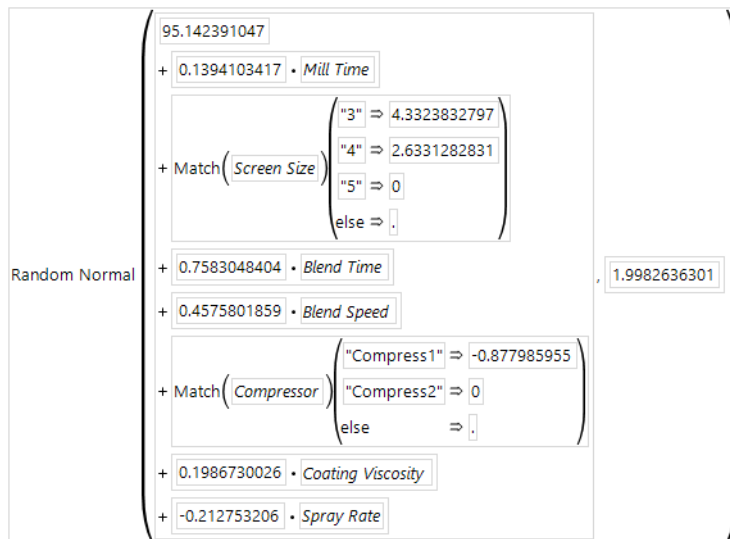 95.142391047
+ 0.1394103417 • Mill Time
"3" ⇒ 4.3323832797
+ Match(Screen Size) "4" ⇒ 2.6331282831
"5" ⇒ 0
else ⇒ .
Random Normal + 0.7583048404 • Blend Time , 1.9982636301
+ 0.4575801859 • Blend Speed
"Compress1" ⇒ -0.877985955
+ Match(Compressor) "Compress2" ⇒ 0
else ⇒ .
+ 0.1986730026 • Coating Viscosity
+ -0.212753206 • Spray Rate